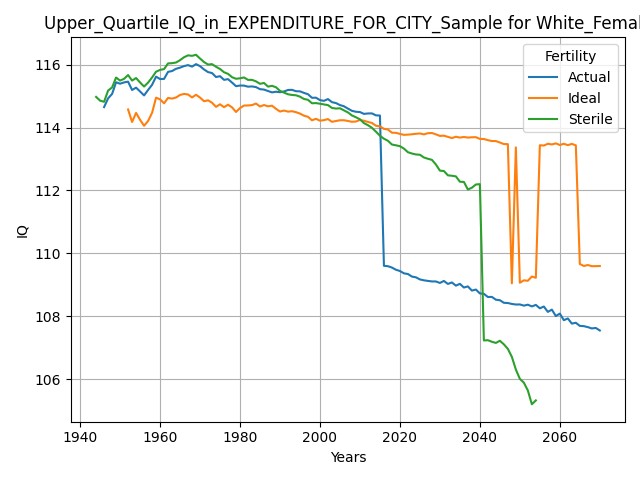 Upper_Quartile_IQ_in_EXPENDITURE_FOR_CITY_Sample for White_Femal
Fertility
Actual
Ideal
Sterile
IQ
116
114
112
110
108
106
1940
1960
1980
2000
2020
2040
2060
Years